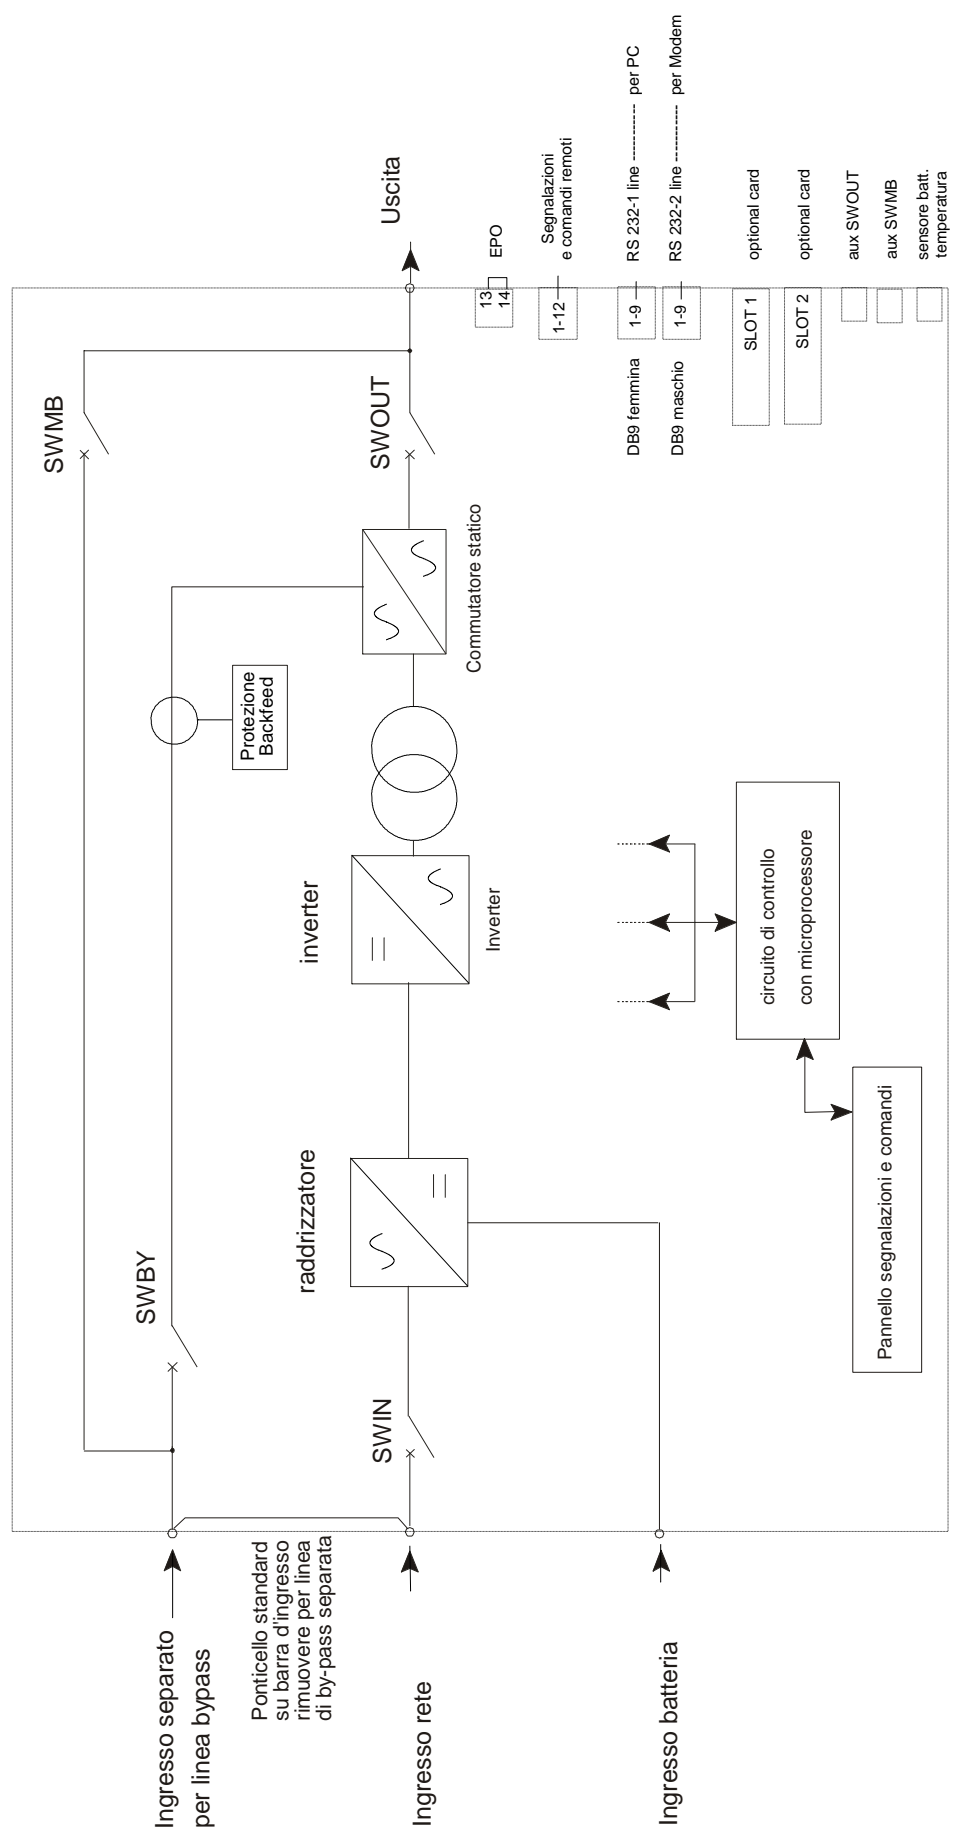 Ingresso separato
per linea bypass
Ponticello standard
su barra d'ingresso
rimuovere per linea
di by-pass separata
Ingresso rete
Ingresso batteria
SWMB
SWBY
SWIN
SWOUT
Protezione
Backfeed
raddrizzatore
inverter
Inverter
Commutatore statico
Uscita
circuito di controllo
con microprocessore
Pannello segnalazioni e comandi
13
14
EPO
1-12
Segnalazioni
e comandi remoti
DB9 femmina
1-9
RS 232-1 line ----------- per PC
DB9 maschio
1-9
RS 232-2 line ----------- per Modem
SLOT 1
optional card
SLOT 2
optional card
aux SWOUT
aux SWMB
sensore batt.
temperatura